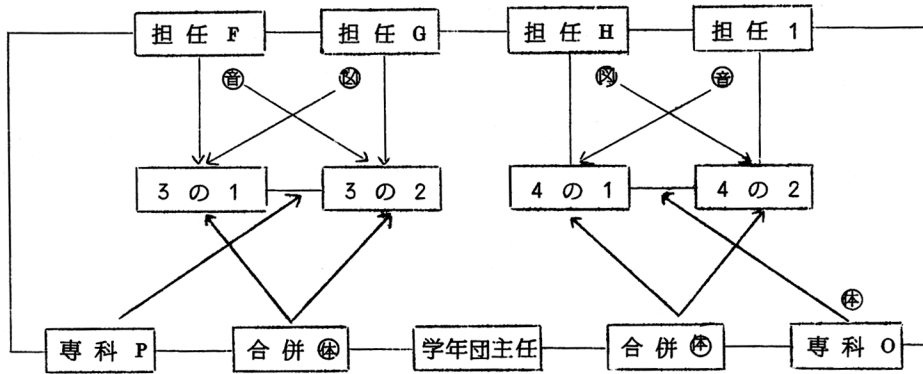 担任 F 担任 G 担任 H 担任 1
音 図 図 音
3 の 1 3 の 2 4 の 1 4 の 2
体
専科 P 合併 体 学年団主任 合併 体 専科 O